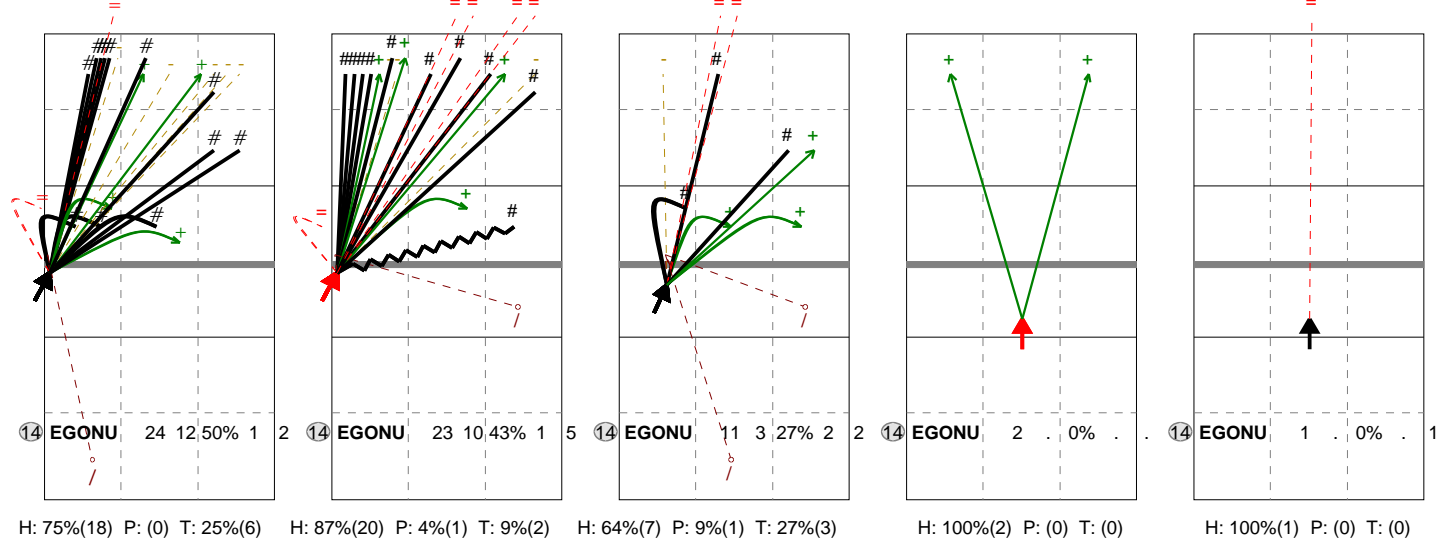 = = = = = = = = =
# ### # - + - + - - -
# # #
= + # # # +
14 EGONU 24 12 50% 1 2
H: 75%(18) P: (0) T: 25%(6)
#### + # - + # # # + - #
= + #
14 EGONU 23 10 43% 1 5
H: 87%(20) P: 4%(1) T: 9%(2)
- # # + # + +
14 EGONU 11 3 27% 2 2
H: 64%(7) P: 9%(1) T: 27%(3)
+ +
14 EGONU 2 . 0% . .
H: 100%(2) P: (0) T: (0)
14 EGONU 1 . 0% . 1
H: 100%(1) P: (0) T: (0)